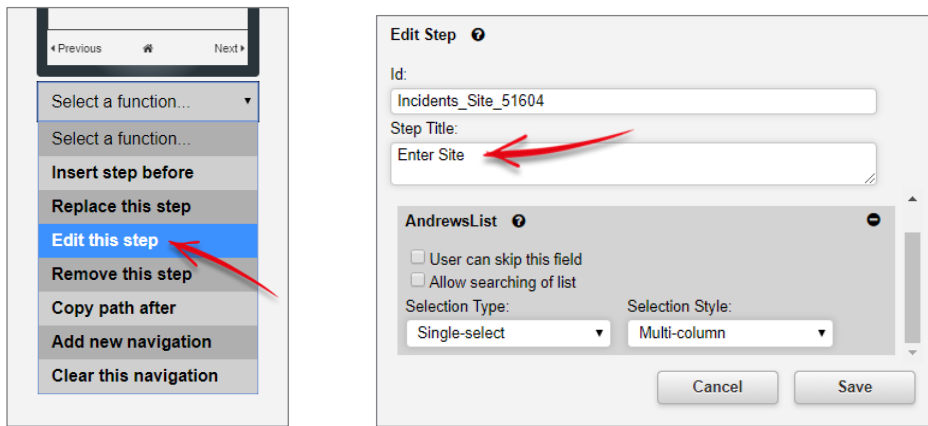 Previous Next
Select a function...
Select a function...
Insert step before
Replace this step
Edit this step
Remove this step
Copy path after
Add new navigation
Clear this navigation
Edit Step
Id:
Incidents_Site_51604
Step Title:
Enter Site
AndrewsList
User can skip this field
Allow searching of list
Selection Type: Selection Style:
Single-select Multi-column
Cancel Save